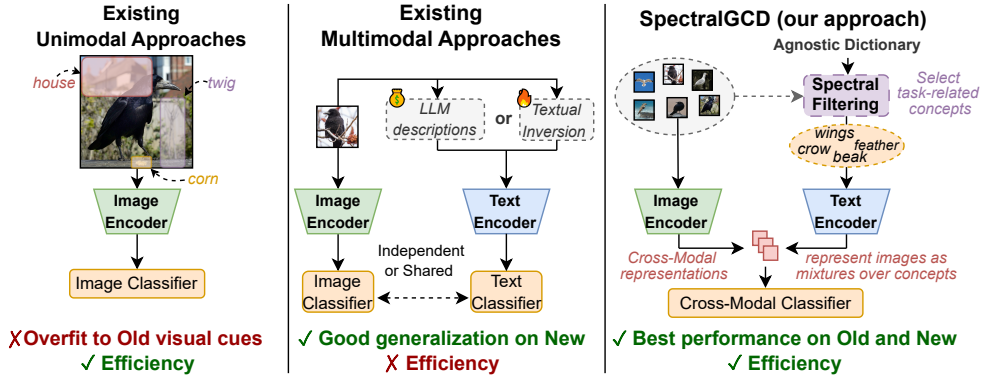 Existing
Unimodal Approaches
house
twig
corn
Image
Encoder
Image Classifier
✗Overfit to Old visual cues
✓ Efficiency
Existing
Multimodal Approaches
LLM
descriptions
or
Textual
Inversion
Image
Encoder
Text
Encoder
Independent
or Shared
Image
Classifier
Text
Classifier
✓ Good generalization on New
✗ Efficiency
SpectralGCD (our approach)
Agnostic Dictionary
Spectral
Filtering
Select
task-related
concepts
wings
crow feather
beak
Image
Encoder
Text
Encoder
Cross-Modal
representations
represent images as
mixtures over concepts
Cross-Modal Classifier
✓ Best performance on Old and New
✓ Efficiency